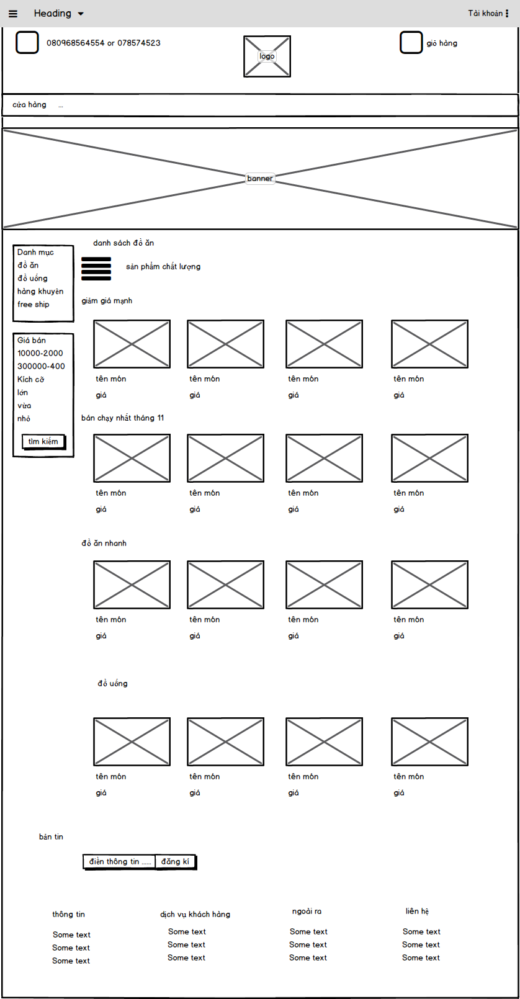 Heading
Tài khoản
080968564554 or 078574523
logo
giỏ hàng
cửa hàng ...
banner
danh sách đồ ăn
sản phẩm chất lượng
Danh mục
đồ ăn
đồ uống
hàng khuyên
free ship
Giá bán
10000-2000
300000-400
Kích cỡ
lớn
vừa
nhỏ
tìm kiếm
giảm giá mạnh
tên món tên món tên món tên món
giá giá giá giá
bán chạy nhất tháng 11
tên món tên món tên món tên món
giá giá giá giá
đồ ăn nhanh
tên món tên món tên món tên món
giá giá giá giá
đồ uống
tên món tên món tên món tên món
giá giá giá giá
bản tin
điền thông tin ...... đăng kí
thông tin
Some text
Some text
Some text
dịch vụ khách hàng
Some text
Some text
Some text
ngoài ra
Some text
Some text
Some text
liên hệ
Some text
Some text
Some text